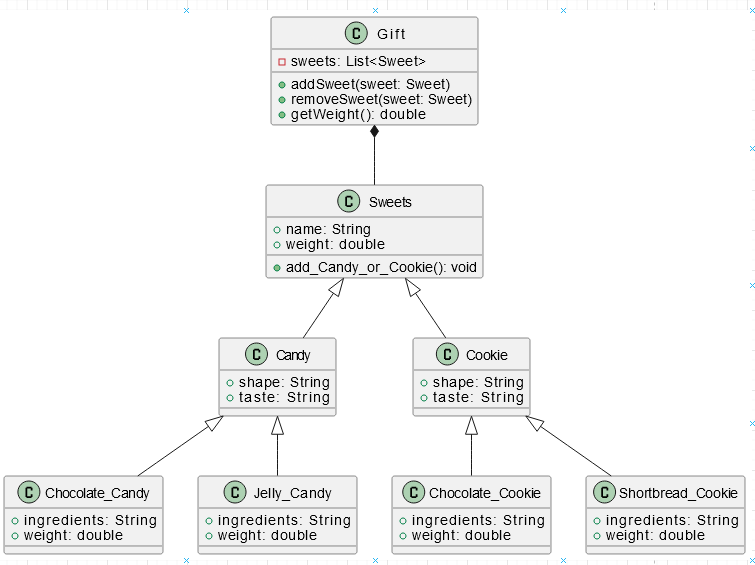 C Gift
sweets: List<Sweet>
addSweet(sweet: Sweet)
removeSweet(sweet: Sweet)
getWeight(): double
C Sweets
name: String
weight: double
add_Candy_or_Cookie(): void
C Candy
shape: String
taste: String
C Cookie
shape: String
taste: String
C Chocolate_Candy
ingredients: String
weight: double
C Jelly_Candy
ingredients: String
weight: double
C Chocolate_Cookie
ingredients: String
weight: double
C Shortbread_Cookie
ingredients: String
weight: double